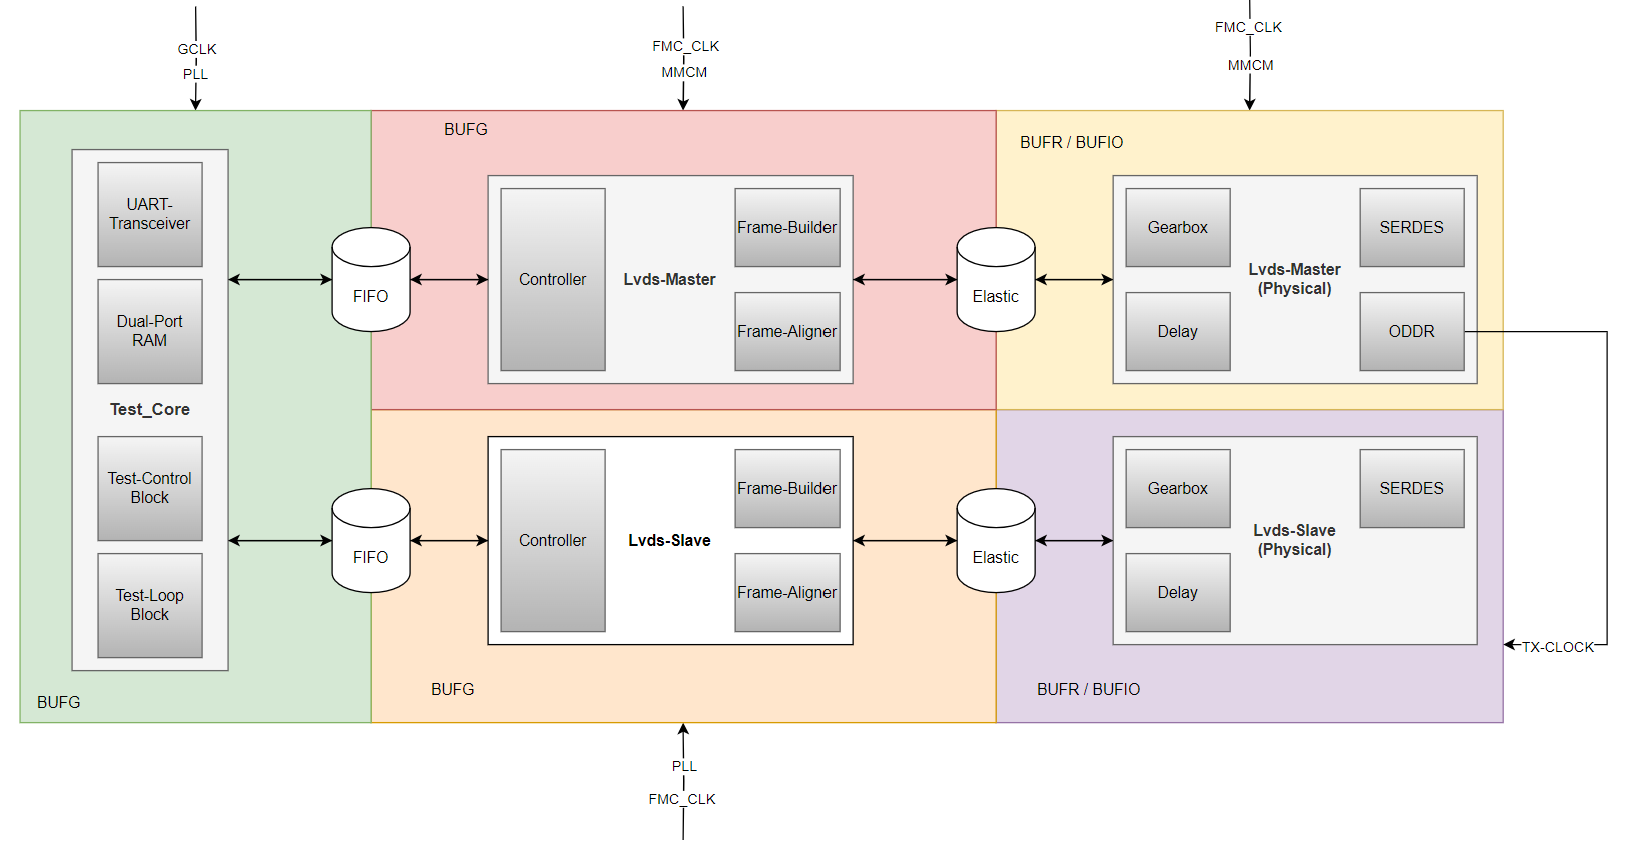 GCLK
PLL
FMC_CLK
MMCM
FMC_CLK
MMCM
BUFG
BUFR / BUFIO
UART-
Transceiver
Dual-Port
RAM
Test_Core
Test-Control
Block
Test-Loop
Block
BUFG
FIFO
Controller
Lvds-Master
Frame-Builder
Frame-Aligner
Elastic
Gearbox
Delay
Lvds-Master
(Physical)
SERDES
ODDR
FIFO
Controller
Lvds-Slave
Frame-Builder
Frame-Aligner
Elastic
Gearbox
Delay
Lvds-Slave
(Physical)
SERDES
TX-CLOCK
BUFG
BUFR / BUFIO
PLL
FMC_CLK